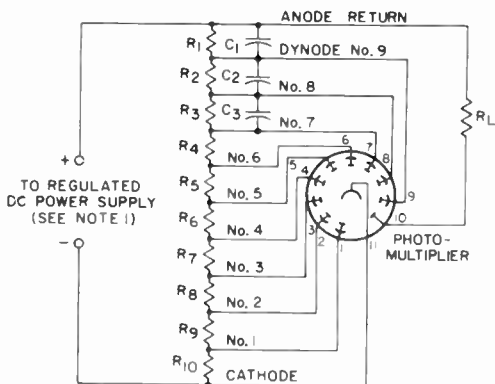 ANODE RETURN
R1
C1
DYNODE No. 9
R2
C2
No. 8
R3
C3
No. 7
RL
R4
No. 6
R5
No. 5
R6
No. 4
R7
No. 3
R8
No. 2
R9
No. 1
R10
CATHODE
+
TO REGULATED
DC POWER SUPPLY
(SEE NOTE 1)
-
1
2
3
4
5
6
7
8
9
10
11
PHOTO-
MULTIPLIER